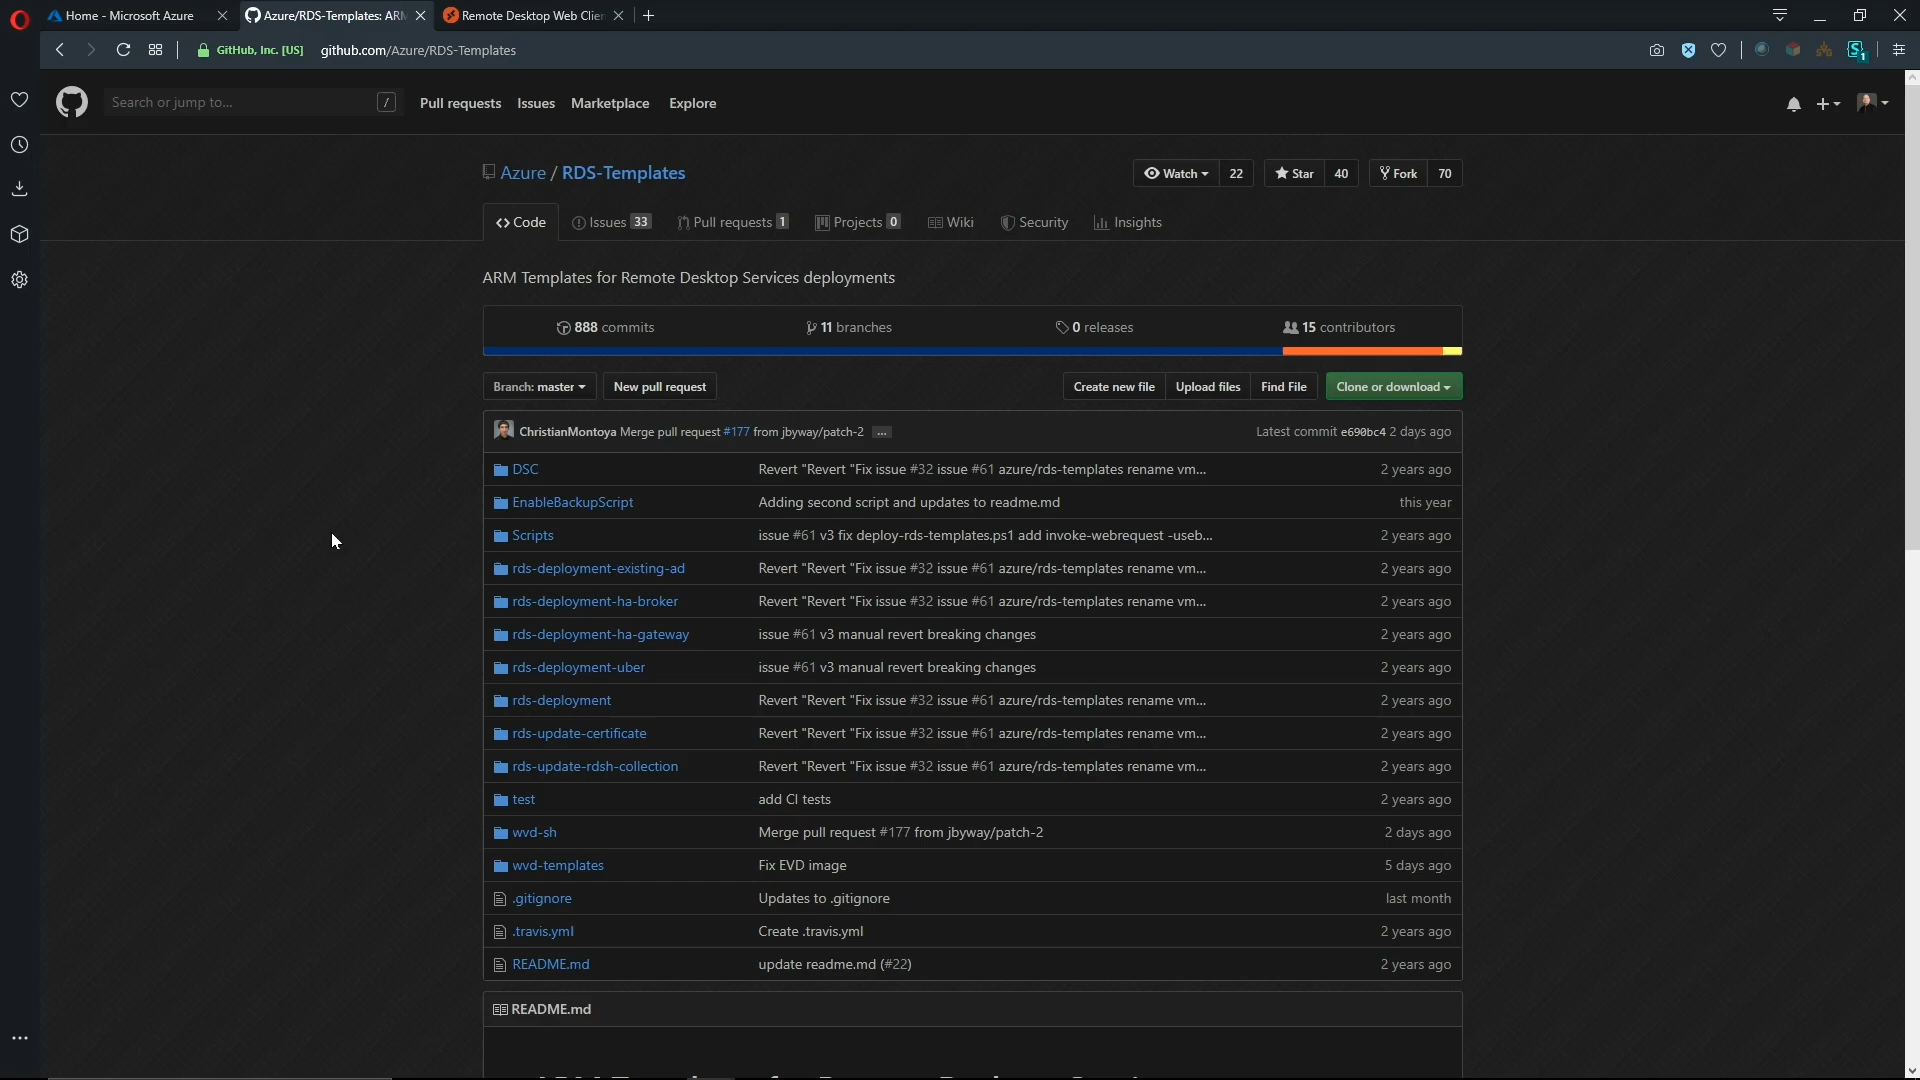 Home - Microsoft Azure
Azure/RDS-Templates: ARM
Remote Desktop Web Clien
GitHub, Inc. [US] github.com/Azure/RDS-Templates
1
Search or jump to... /
Pull requests Issues Marketplace Explore
Azure / RDS-Templates
Watch 22 Star 40 Fork 70
Code Issues 33 Pull requests 1 Projects 0 Wiki Security Insights
ARM Templates for Remote Desktop Services deployments
888 commits 11 branches 0 releases 15 contributors
Branch: master New pull request Create new file Upload files Find File Clone or download
ChristianMontoya Merge pull request #177 from jbyway/patch-2 ... Latest commit e690bc4 2 days ago
DSC Revert "Revert "Fix issue #32 issue #61 azure/rds-templates rename vm... 2 years ago
EnableBackupScript Adding second script and updates to readme.md this year
Scripts issue #61 v3 fix deploy-rds-templates.ps1 add invoke-webrequest -useb... 2 years ago
rds-deployment-existing-ad Revert "Revert "Fix issue #32 issue #61 azure/rds-templates rename vm... 2 years ago
rds-deployment-ha-broker Revert "Revert "Fix issue #32 issue #61 azure/rds-templates rename vm... 2 years ago
rds-deployment-ha-gateway issue #61 v3 manual revert breaking changes 2 years ago
rds-deployment-uber issue #61 v3 manual revert breaking changes 2 years ago
rds-deployment Revert "Revert "Fix issue #32 issue #61 azure/rds-templates rename vm... 2 years ago
rds-update-certificate Revert "Revert "Fix issue #32 issue #61 azure/rds-templates rename vm... 2 years ago
rds-update-rdsh-collection Revert "Revert "Fix issue #32 issue #61 azure/rds-templates rename vm... 2 years ago
test add CI tests 2 years ago
wvd-sh Merge pull request #177 from jbyway/patch-2 2 days ago
wvd-templates Fix EVD image 5 days ago
.gitignore Updates to .gitignore last month
.travis.yml Create .travis.yml 2 years ago
README.md update readme.md (#22) 2 years ago
README.md